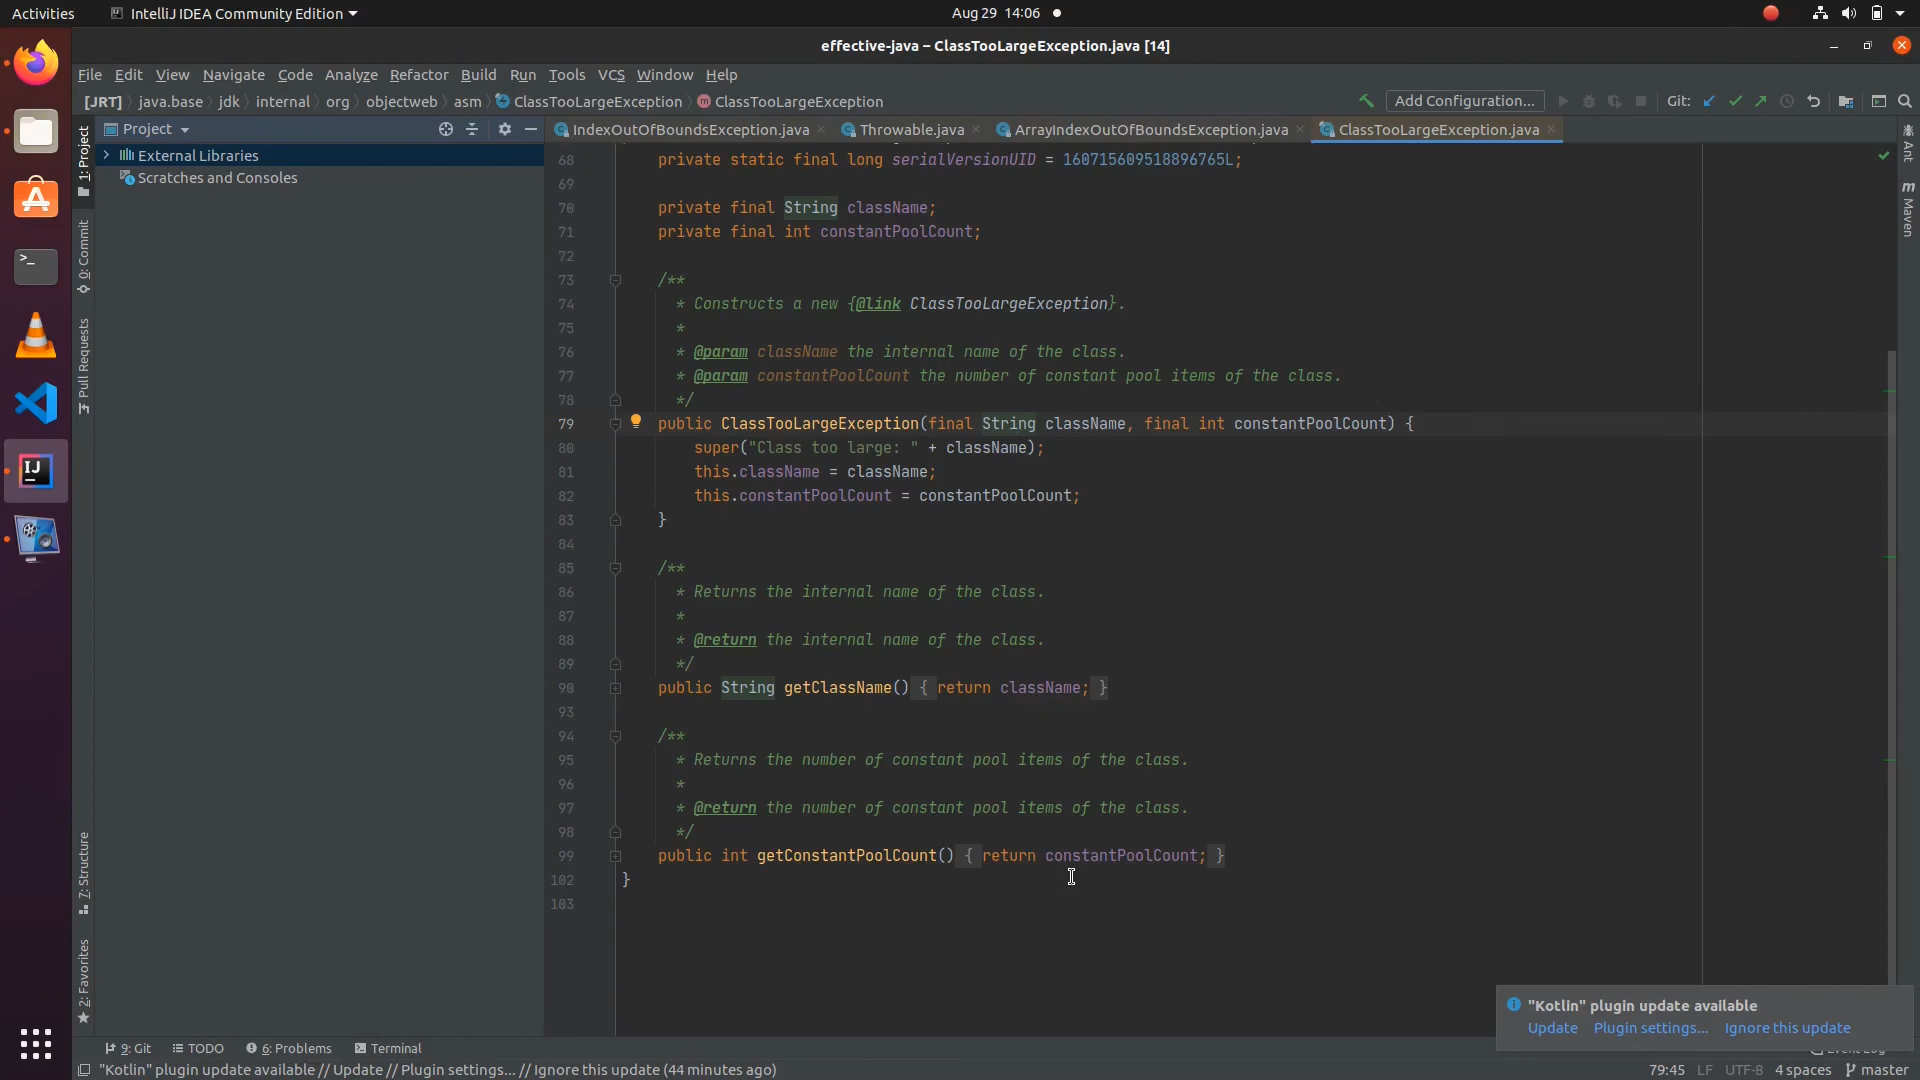 Activities
IntelliJ IDEA Community Edition
Aug 29 14:06
effective-java – ClassTooLargeException.java [14]
File Edit View Navigate Code Analyze Refactor Build Run Tools VCS Window Help
[JRT] java.base jdk internal org objectweb asm ClassTooLargeException ClassTooLargeException
Add Configuration... Git:
1: Project
0: Commit
Pull Requests
7: Structure
2: Favorites
Project
External Libraries
Scratches and Consoles
IndexOutOfBoundsException.java Throwable.java ArrayIndexOutOfBoundsException.java ClassTooLargeException.java
68 private static final long serialVersionUID = 160715609518896765L;
69
70 private final String className;
71 private final int constantPoolCount;
72
73 /**
74 * Constructs a new {@link ClassTooLargeException}.
75 *
76 * @param className the internal name of the class.
77 * @param constantPoolCount the number of constant pool items of the class.
78 */
79 public ClassTooLargeException(final String className, final int constantPoolCount) {
80 super("Class too large: " + className);
81 this.className = className;
82 this.constantPoolCount = constantPoolCount;
83 }
84
85 /**
86 * Returns the internal name of the class.
87 *
88 * @return the internal name of the class.
89 */
90 public String getClassName() { return className; }
93
94 /**
95 * Returns the number of constant pool items of the class.
96 *
97 * @return the number of constant pool items of the class.
98 */
99 public int getConstantPoolCount() { return constantPoolCount; }
102 }
103
Ant
m Maven
"Kotlin" plugin update available
Update Plugin settings... Ignore this update
9: Git TODO 6: Problems Terminal
"Kotlin" plugin update available // Update // Plugin settings... // Ignore this update (44 minutes ago)
79:45 LF UTF-8 4 spaces master